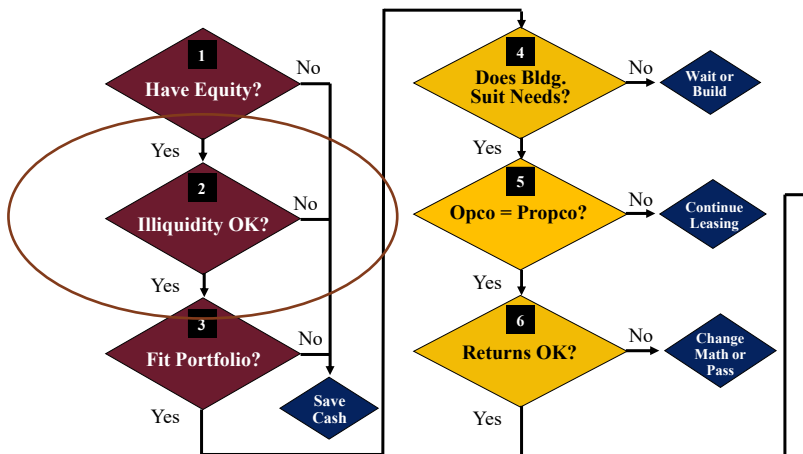 1
Have Equity?
No
Yes
2
Illiquidity OK?
No
Yes
3
Fit Portfolio?
No
Yes
Save
Cash
4
Does Bldg.
Suit Needs?
No
Wait or
Build
Yes
5
Opco = Propco?
No
Continue
Leasing
Yes
6
Returns OK?
No
Change
Math or
Pass
Yes